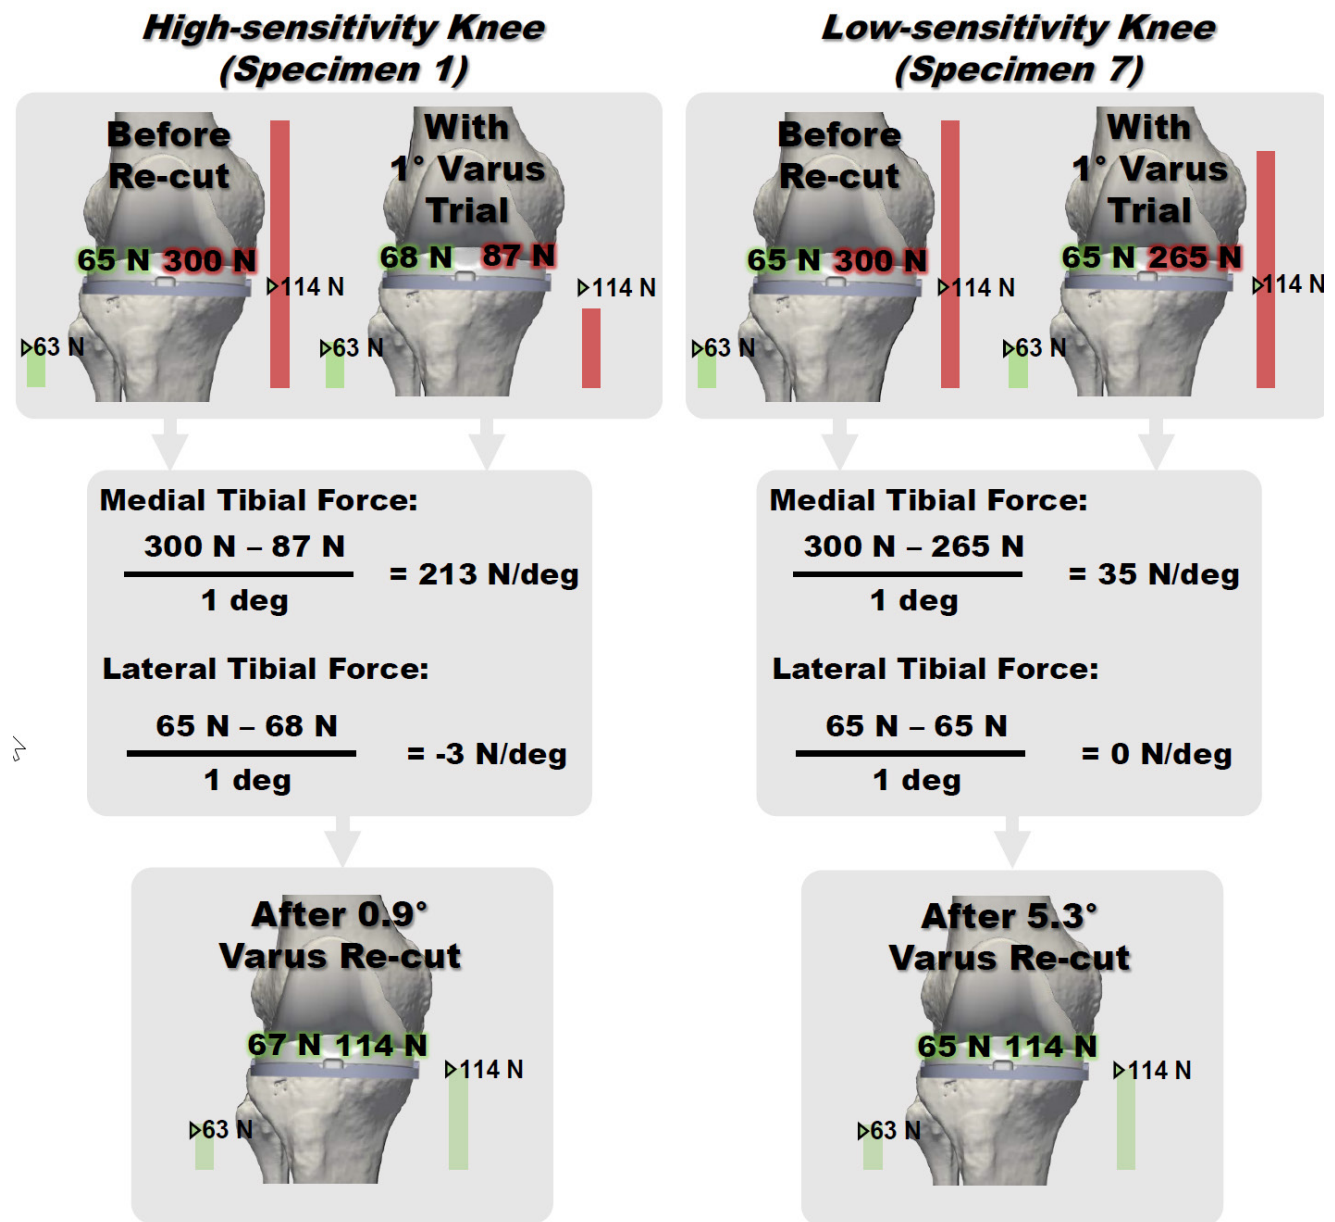 High-sensitivity Knee
(Specimen 1)
Before
Re-cut
65 N 300 N
114 N
63 N
With
1° Varus
Trial
68 N 87 N
114 N
63 N
Medial Tibial Force:
300 N – 87 N
1 deg
= 213 N/deg
Lateral Tibial Force:
65 N – 68 N
1 deg
= -3 N/deg
After 0.9°
Varus Re-cut
67 N 114 N
114 N
63 N
Low-sensitivity Knee
(Specimen 7)
Before
Re-cut
65 N 300 N
114 N
63 N
With
1° Varus
Trial
65 N 265 N
114 N
63 N
Medial Tibial Force:
300 N – 265 N
1 deg
= 35 N/deg
Lateral Tibial Force:
65 N – 65 N
1 deg
= 0 N/deg
After 5.3°
Varus Re-cut
65 N 114 N
114 N
63 N